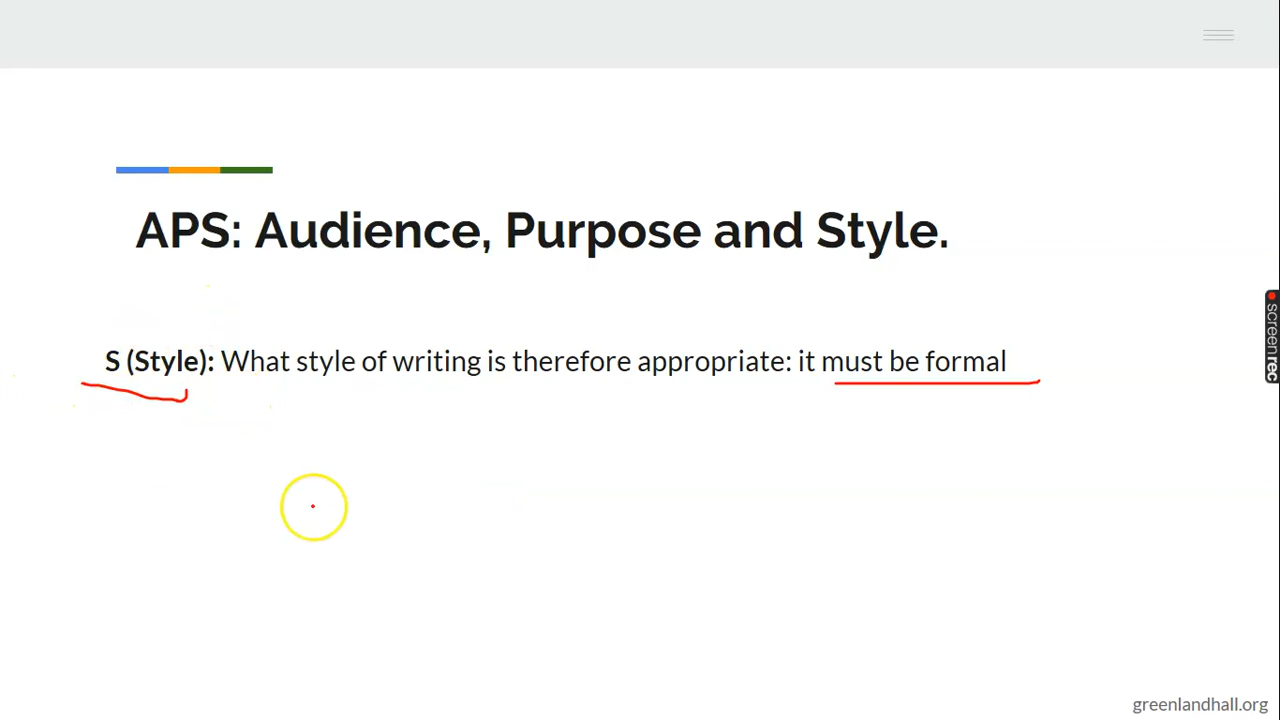 APS: Audience, Purpose and Style.
S (Style): What style of writing is therefore appropriate: it must be formal
screenrec
greenlandhall.org